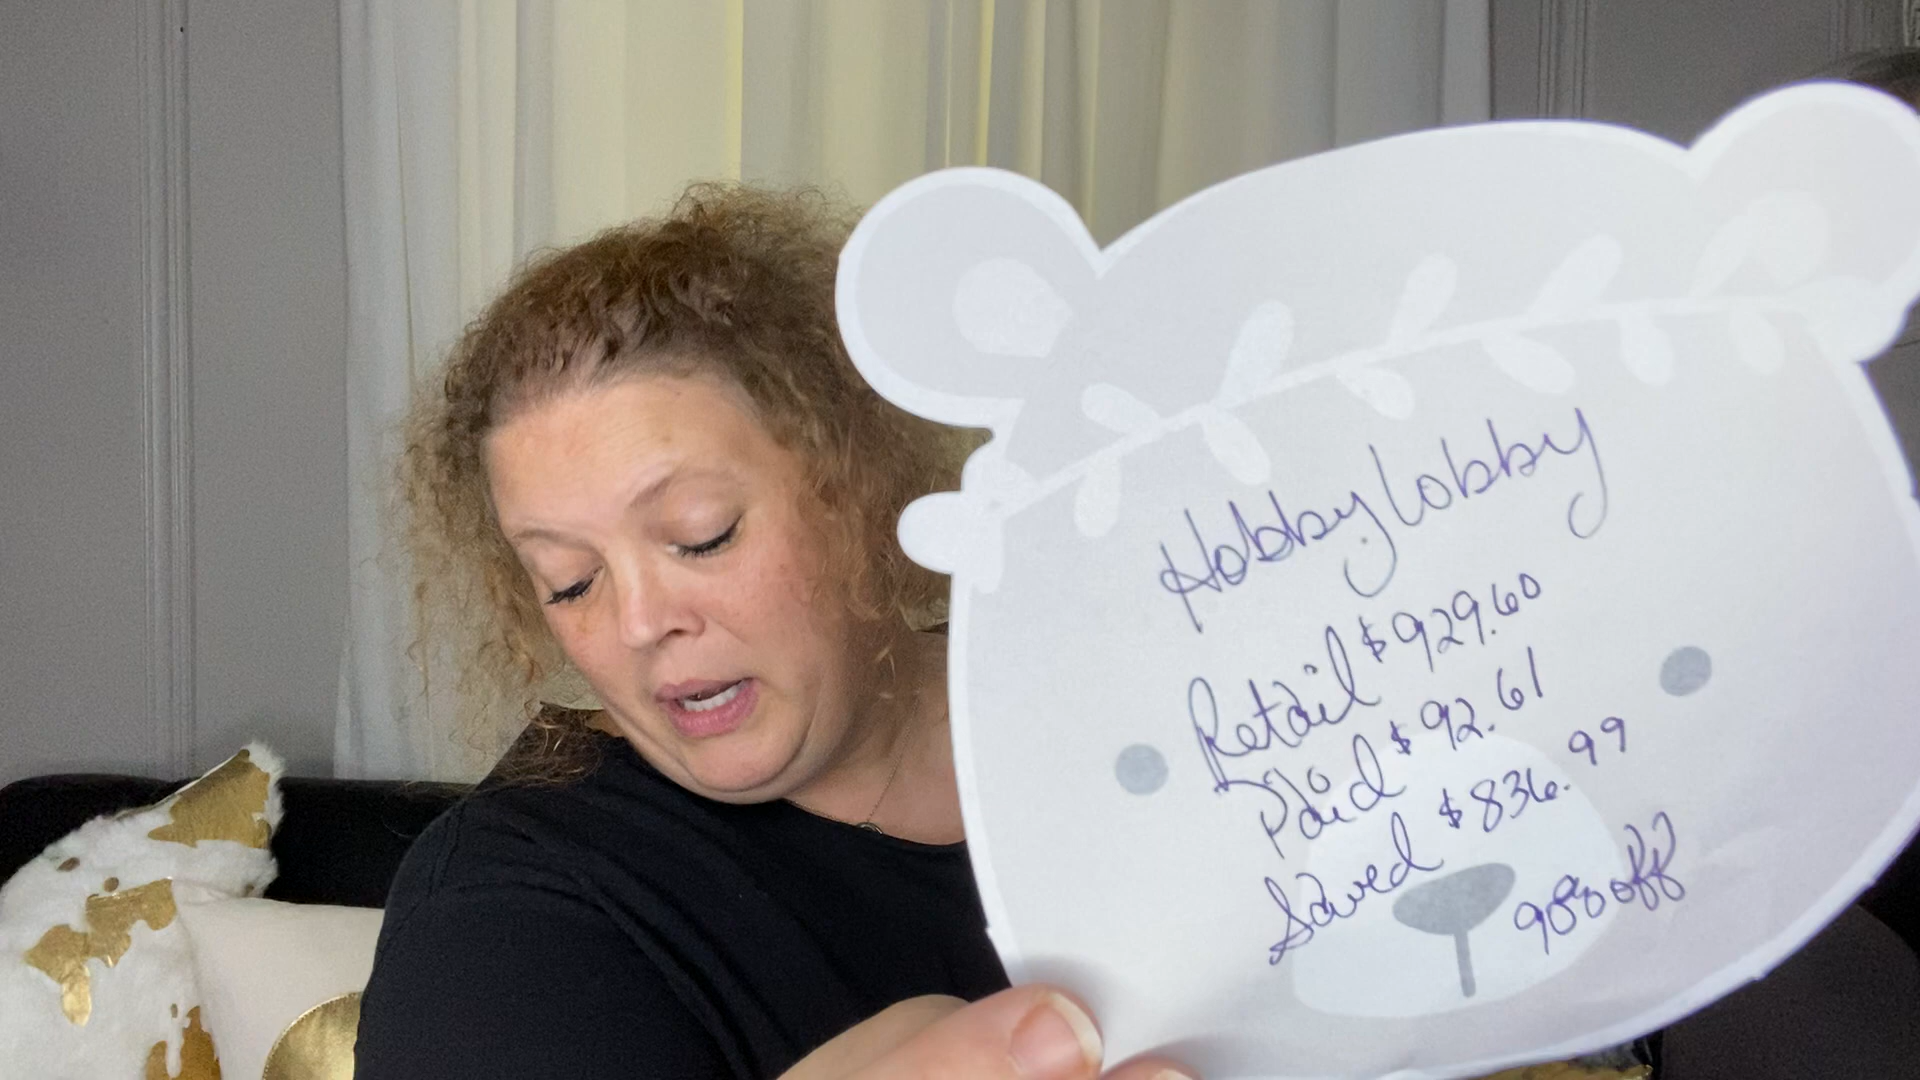 Hobby Lobby
Retail $929.60
Paid $92.61
Saved $836.99
90% off